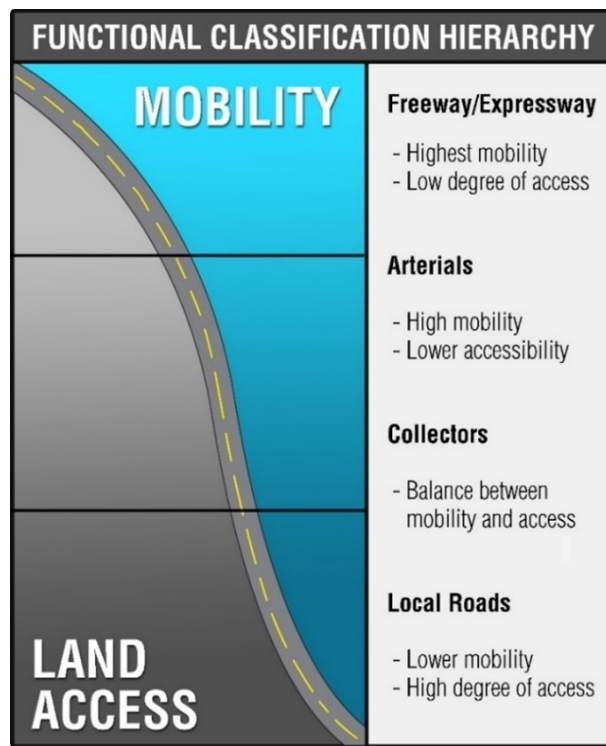 FUNCTIONAL CLASSIFICATION HIERARCHY
MOBILITY
LAND
ACCESS
Freeway/Expressway
- Highest mobility
- Low degree of access
Arterials
- High mobility
- Lower accessibility
Collectors
- Balance between
mobility and access
Local Roads
- Lower mobility
- High degree of access